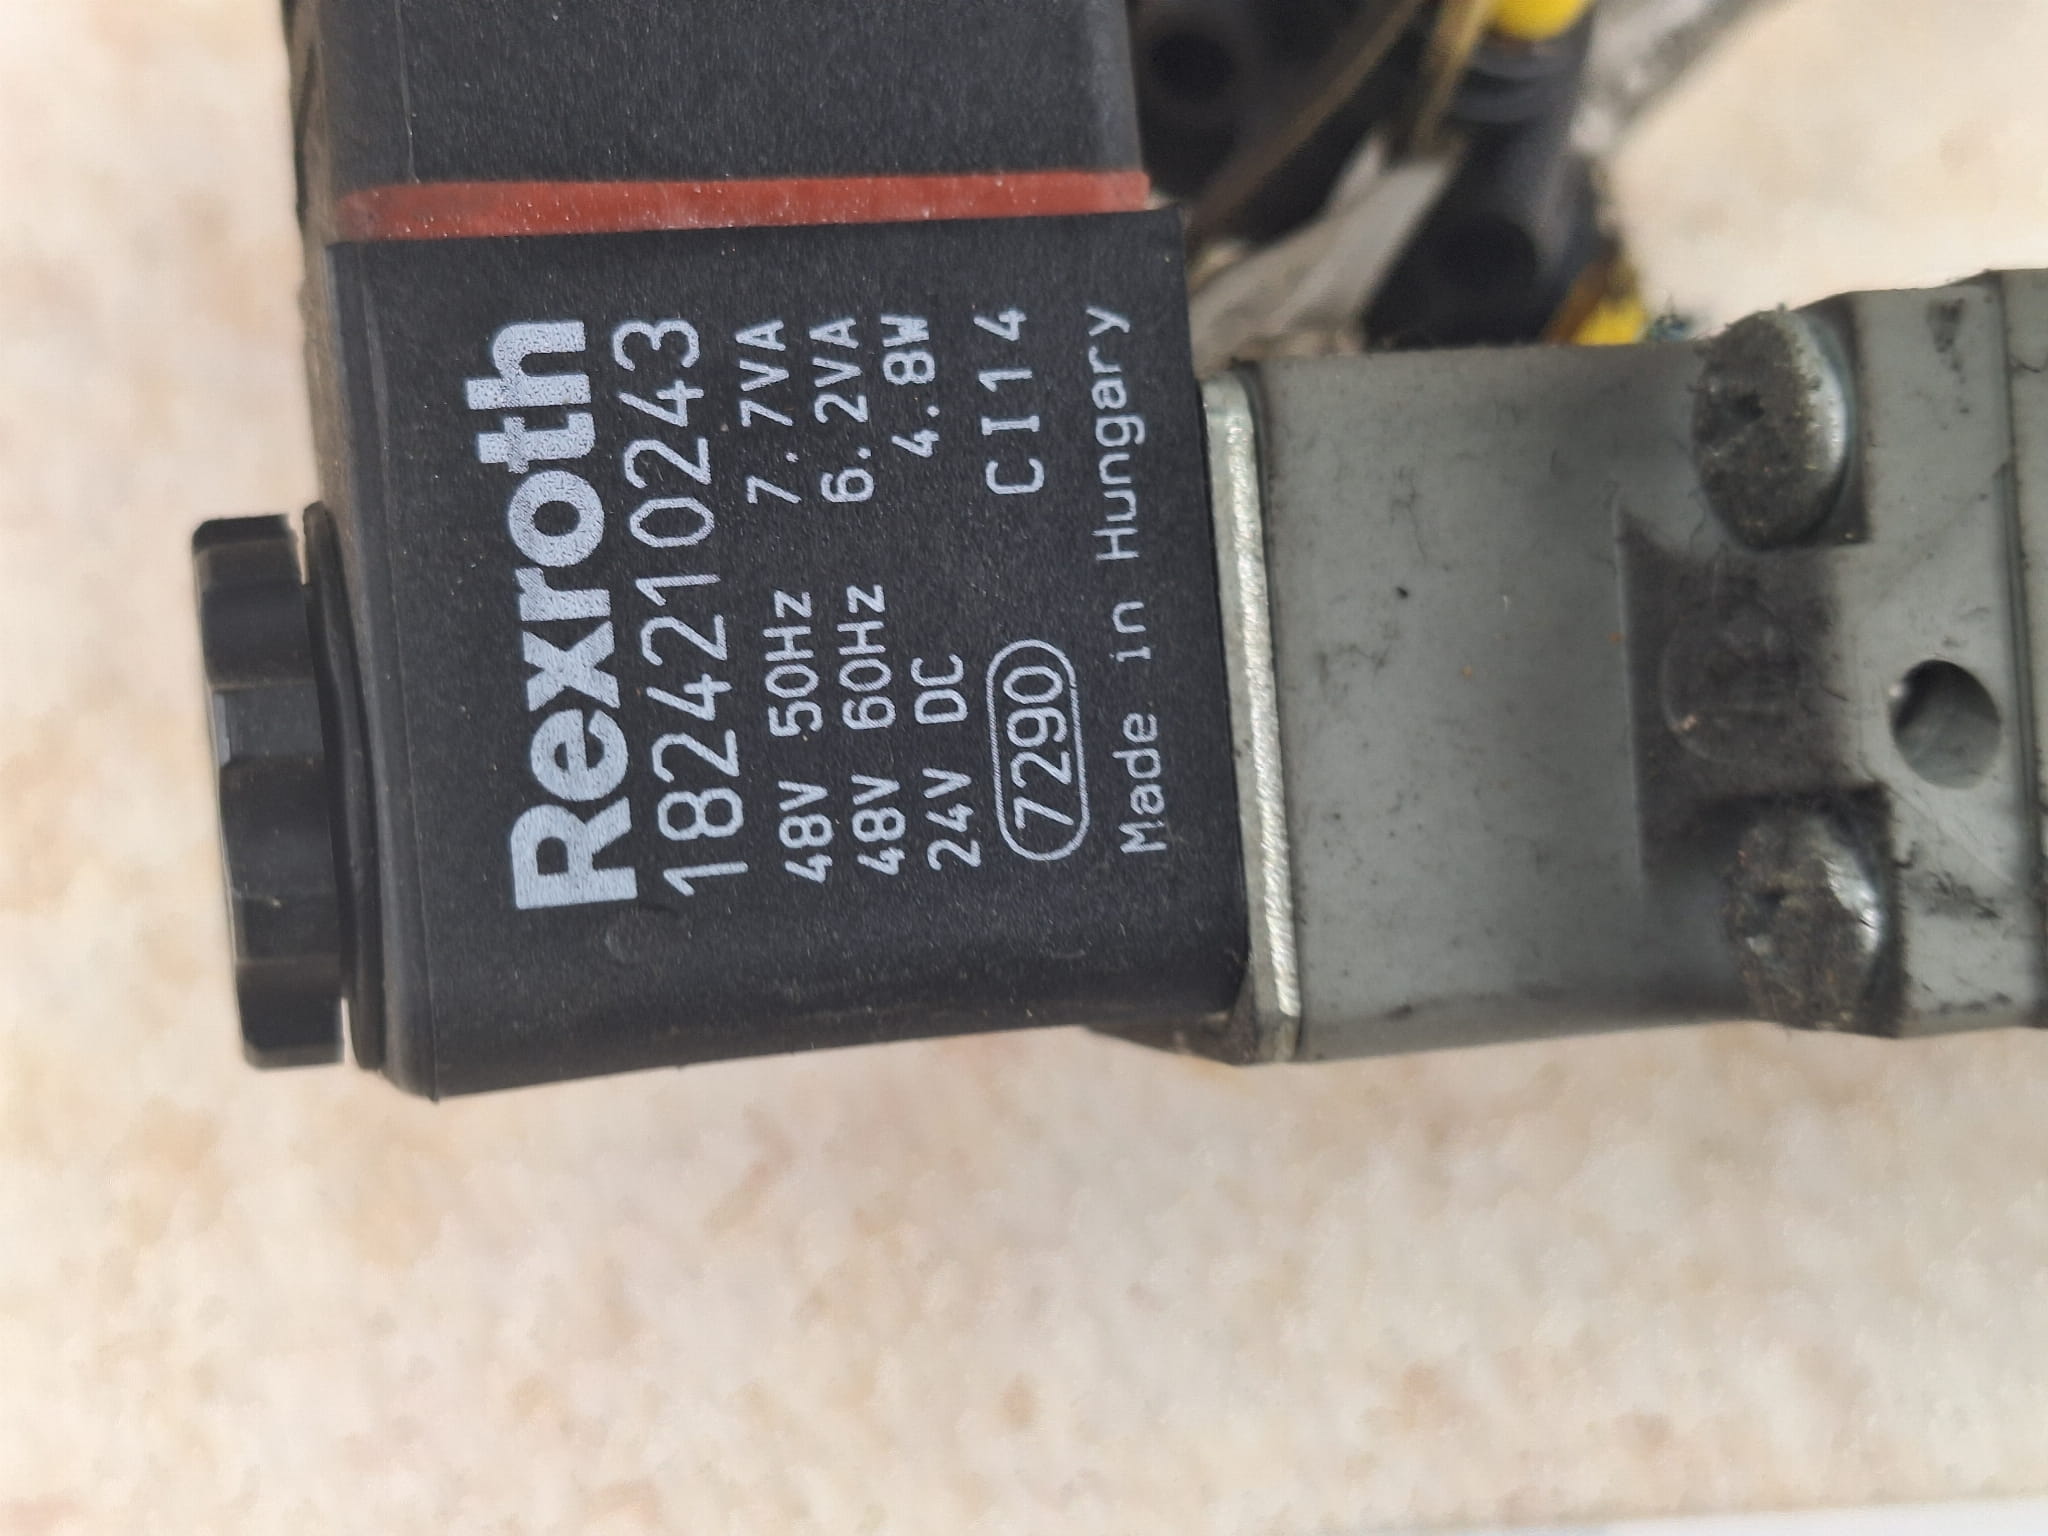 Rexroth
1824210243
48V 50Hz 7.7VA
48V 60Hz 6.2VA
24V DC 4.8W
7290 CI14
Made in Hungary